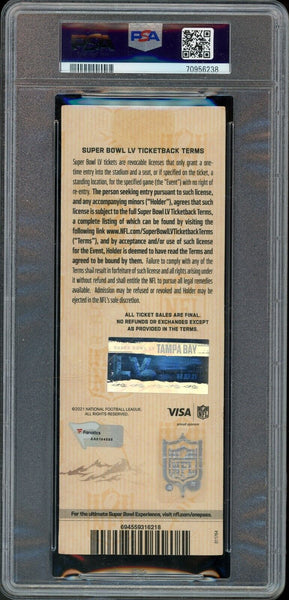 PSA
70956238
SUPER BOWL LV TICKETBACK TERMS
Super Bowl LV tickets are revocable licenses that only grant a one-
time entry into the stadium and a seat, or if specified on the ticket, a
standing location, for the specified game (the "Event") with no right of
re-entry. The person seeking entry pursuant to such license,
and any accompanying minors ("Holder"), agrees that such
license is subject to the full Super Bowl LV Ticketback Terms,
a complete listing of which can be found by visiting the
following link www.NFL.com/SuperBowlLVTicketbackTerms
("Terms"), and by acceptance and/or use of such license
for the Event, Holder is deemed to have read the Terms and
agreed to be bound by them. Failure to comply with any of the
Terms shall result in forfeiture of such license and all rights arising under
it without refund and shall entitle the NFL to pursue all legal remedies
available. Admission may be refused or revoked and Holder may be
ejected in the NFL's sole discretion.
ALL TICKET SALES ARE FINAL.
NO REFUNDS OR EXCHANGES EXCEPT
AS PROVIDED IN THE TERMS.
TAMPA BAY
©2021 NATIONAL FOOTBALL LEAGUE.
ALL RIGHTS RESERVED.
VISA
NFL
Fanatics
For the ultimate Super Bowl Experience, visit nfl.com/onepass.
694559316218